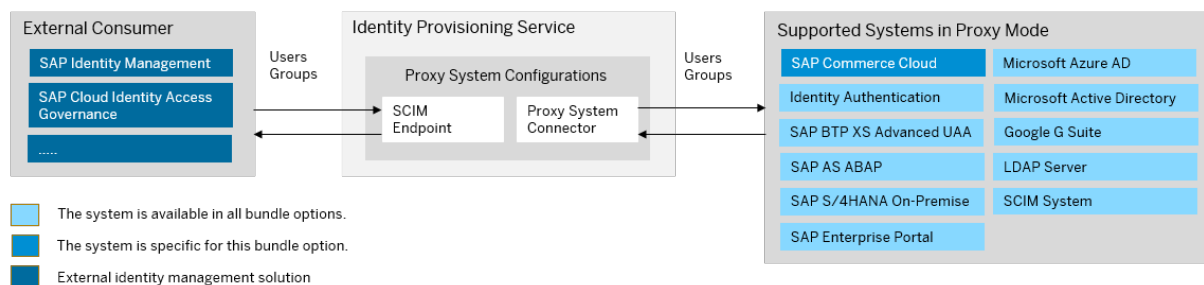 External Consumer
SAP Identity Management
SAP Cloud Identity Access
Governance
.....
Users
Groups
Identity Provisioning Service
Proxy System Configurations
SCIM
Endpoint
Proxy System
Connector
Users
Groups
Supported Systems in Proxy Mode
SAP Commerce Cloud
Microsoft Azure AD
Identity Authentication
Microsoft Active Directory
SAP BTP XS Advanced UAA
Google G Suite
SAP AS ABAP
LDAP Server
SAP S/4HANA On-Premise
SCIM System
SAP Enterprise Portal
The system is available in all bundle options.
The system is specific for this bundle option.
External identity management solution